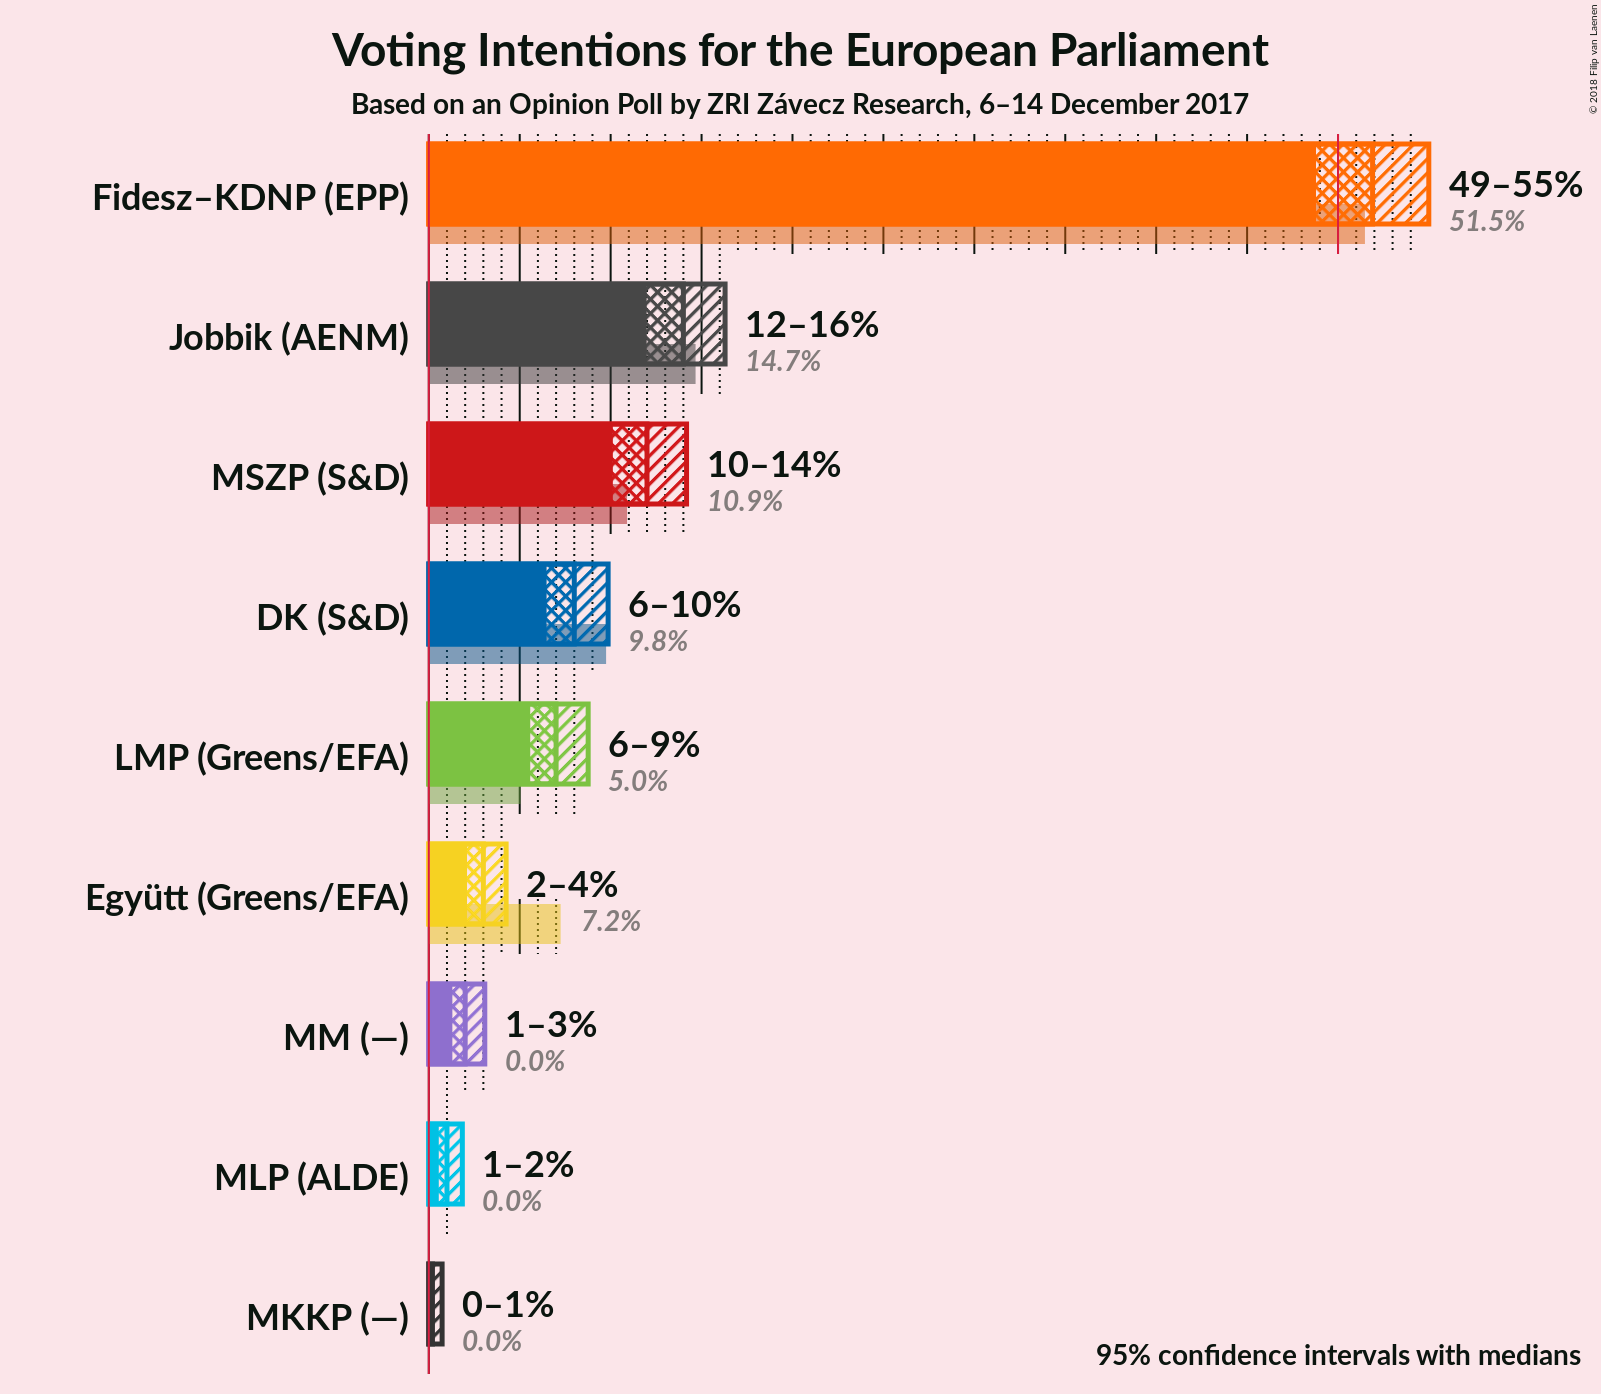 Voting Intentions for the European Parliament
Based on an Opinion Poll by ZRI Závecz Research, 6–14 December 2017
© 2018 Filip van Laenen
Fidesz–KDNP (EPP)
49–55%
51.5%
Jobbik (AENM)
12–16%
14.7%
MSZP (S&D)
10–14%
10.9%
DK (S&D)
6–10%
9.8%
LMP (Greens/EFA)
6–9%
5.0%
Együtt (Greens/EFA)
2–4%
7.2%
MM (—)
1–3%
0.0%
MLP (ALDE)
1–2%
0.0%
MKKP (—)
0–1%
0.0%
95% confidence intervals with medians